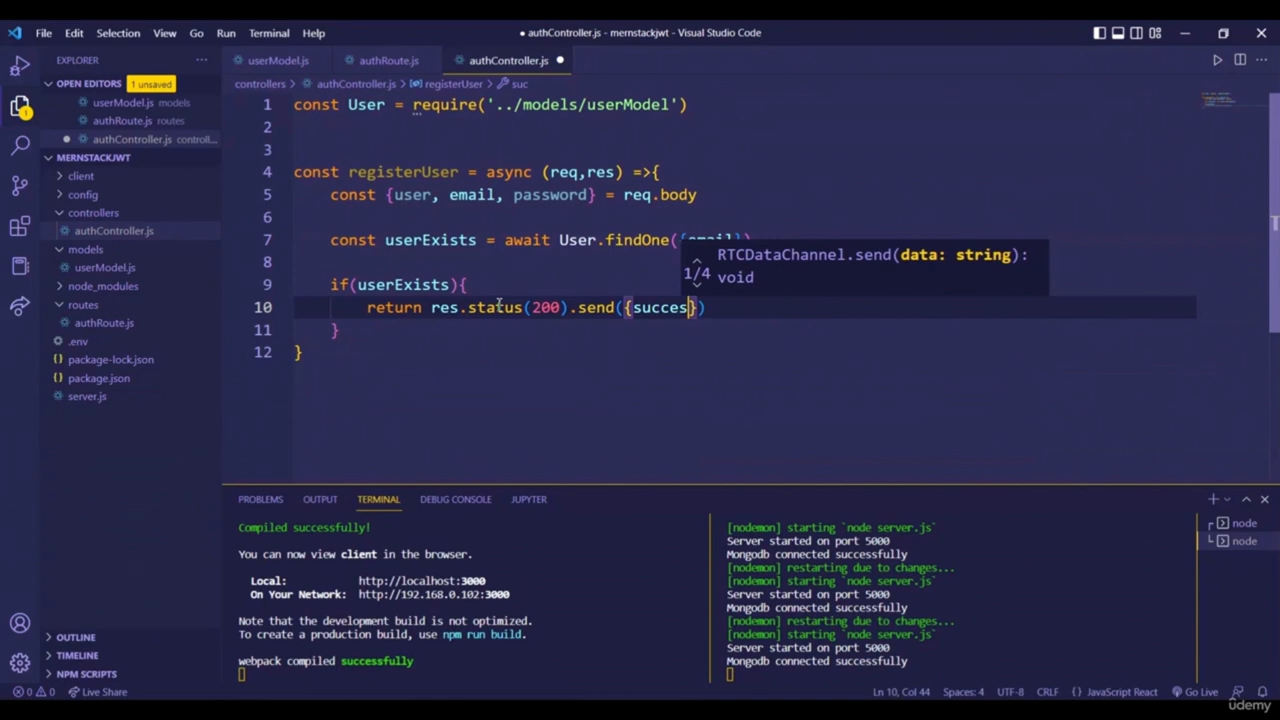 File Edit Selection View Go Run Terminal Help
● authController.js - mernstackjwt - Visual Studio Code
EXPLORER ...
userModel.js
authRoute.js
authController.js ●
OPEN EDITORS 1 unsaved
userModel.js models
authRoute.js routes
authController.js controll...
MERNSTACKJWT
client
config
controllers
authController.js
models
userModel.js
node_modules
routes
authRoute.js
.env
package-lock.json
package.json
server.js
OUTLINE
TIMELINE
NPM SCRIPTS
controllers > authController.js > registerUser > suc
1 const User = require('../models/userModel')
2
3
4 const registerUser = async (req,res) =>{
5 const {user, email, password} = req.body
6
7 const userExists = await User.findOne({email})
8
9 if(userExists){
10 return res.status(200).send({succes})
11 }
12 }
RTCDataChannel.send(data: string):
1/4 void
PROBLEMS OUTPUT TERMINAL DEBUG CONSOLE JUPYTER
Compiled successfully!
You can now view client in the browser.
Local: http://localhost:3000
On Your Network: http://192.168.0.102:3000
Note that the development build is not optimized.
To create a production build, use npm run build.
webpack compiled successfully
[nodemon] starting `node server.js`
Server started on port 5000
Mongodb connected successfully
[nodemon] restarting due to changes...
[nodemon] starting `node server.js`
Server started on port 5000
Mongodb connected successfully
[nodemon] restarting due to changes...
[nodemon] starting `node server.js`
Server started on port 5000
Mongodb connected successfully
node
node
0 0 Live Share
Ln 10, Col 44 Spaces: 4 UTF-8 CRLF {} JavaScript React Go Live
ûdemy